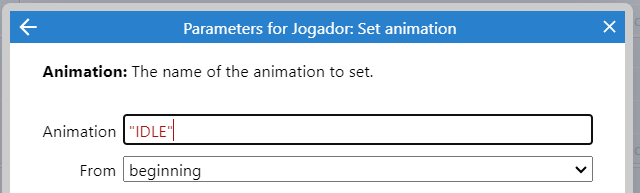 Parameters for Jogador: Set animation
Animation: The name of the animation to set.
Animation "IDLE"
From beginning